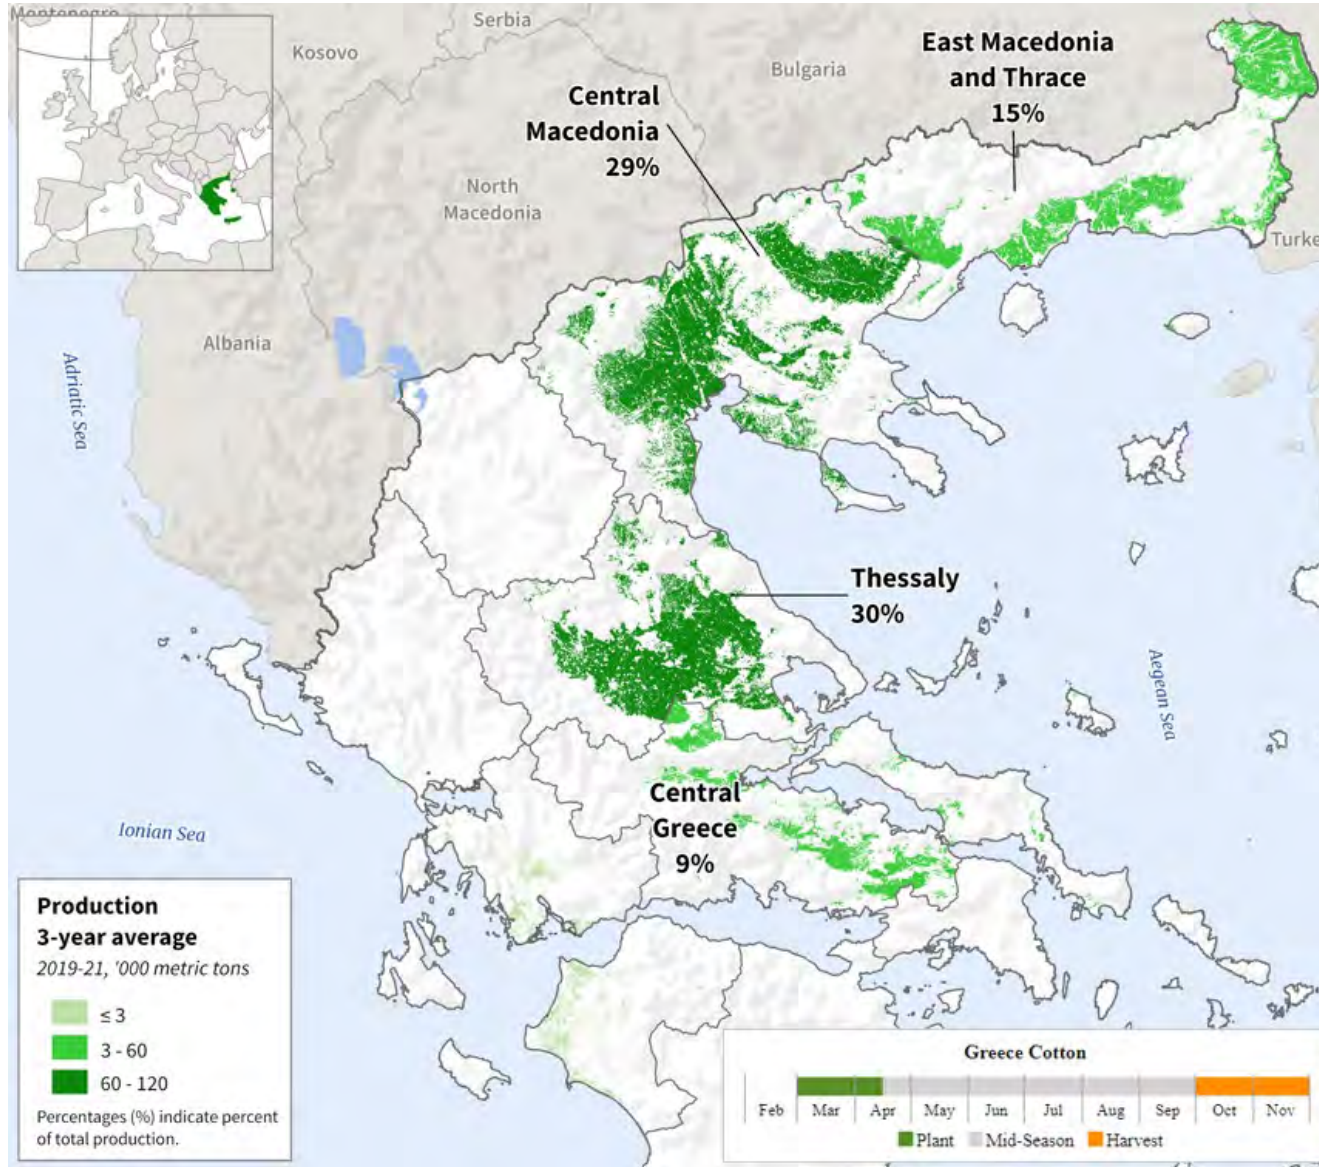 Montenegro
Serbia
Kosovo
Bulgaria
East Macedonia
and Thrace
15%
Central
Macedonia
29%
North
Macedonia
Turke
Albania
Adriatic Sea
Thessaly
30%
Aegean Sea
Ionian Sea
Central
Greece
9%
Production
3-year average
2019-21, '000 metric tons
≤ 3
3 - 60
60 - 120
Percentages (%) indicate percent
of total production.
Greece Cotton
Feb Mar Apr May Jun Jul Aug Sep Oct Nov
Plant Mid-Season Harvest